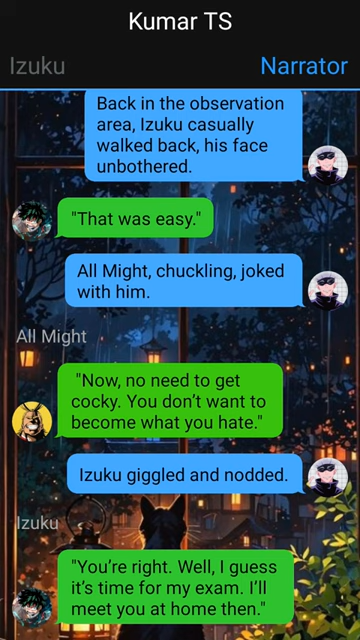 Kumar TS
Izuku
Narrator
Back in the observation
area, Izuku casually
walked back, his face
unbothered.
"That was easy."
All Might, chuckling, joked
with him.
All Might
"Now, no need to get
cocky. You don't want to
become what you hate."
Izuku giggled and nodded.
Izuku
"You're right. Well, I guess
it's time for my exam. I'll
meet you at home then."